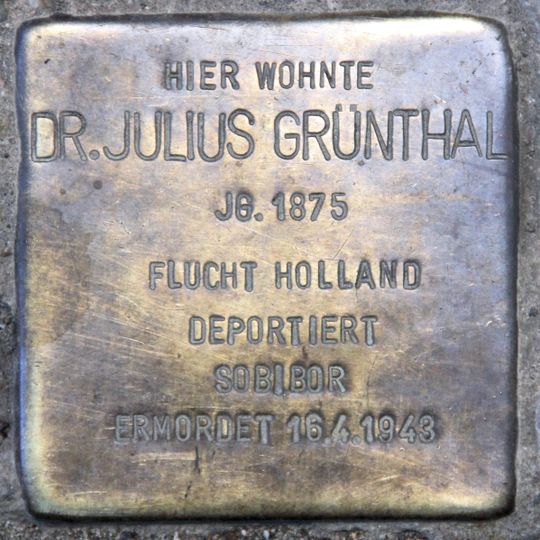 HIER WOHNTE
DR. JULIUS GRÜNTHAL
JG. 1875
FLUCHT HOLLAND
DEPORTIERT
SOBIBOR
ERMORDET 16.4.1943